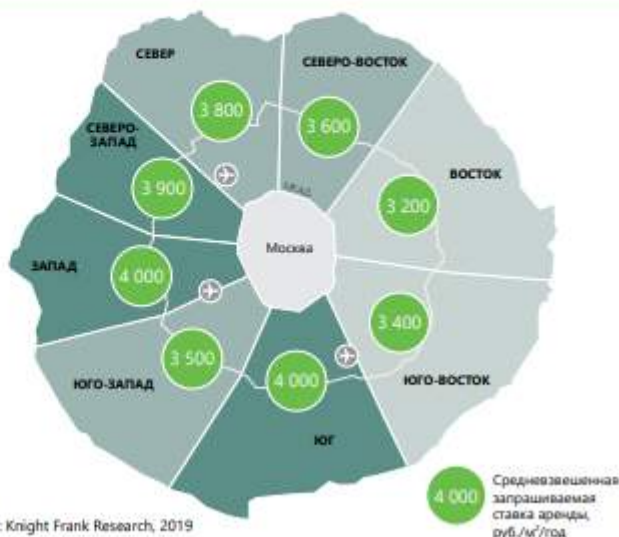 СЕВЕР
СЕВЕРО-ВОСТОК
3 800
3 600
СЕВЕРО-
ЗАПАД
ВОСТОК
3 900
3 200
Москва
ЗАПАД
4 000
3 400
3 500
4 000
ЮГО-ЗАПАД
ЮГО-ВОСТОК
ЮГ
4 000
Средневзвешенная
запрашиваемая
ставка аренды,
руб./м²/год
: Knight Frank Research, 2019